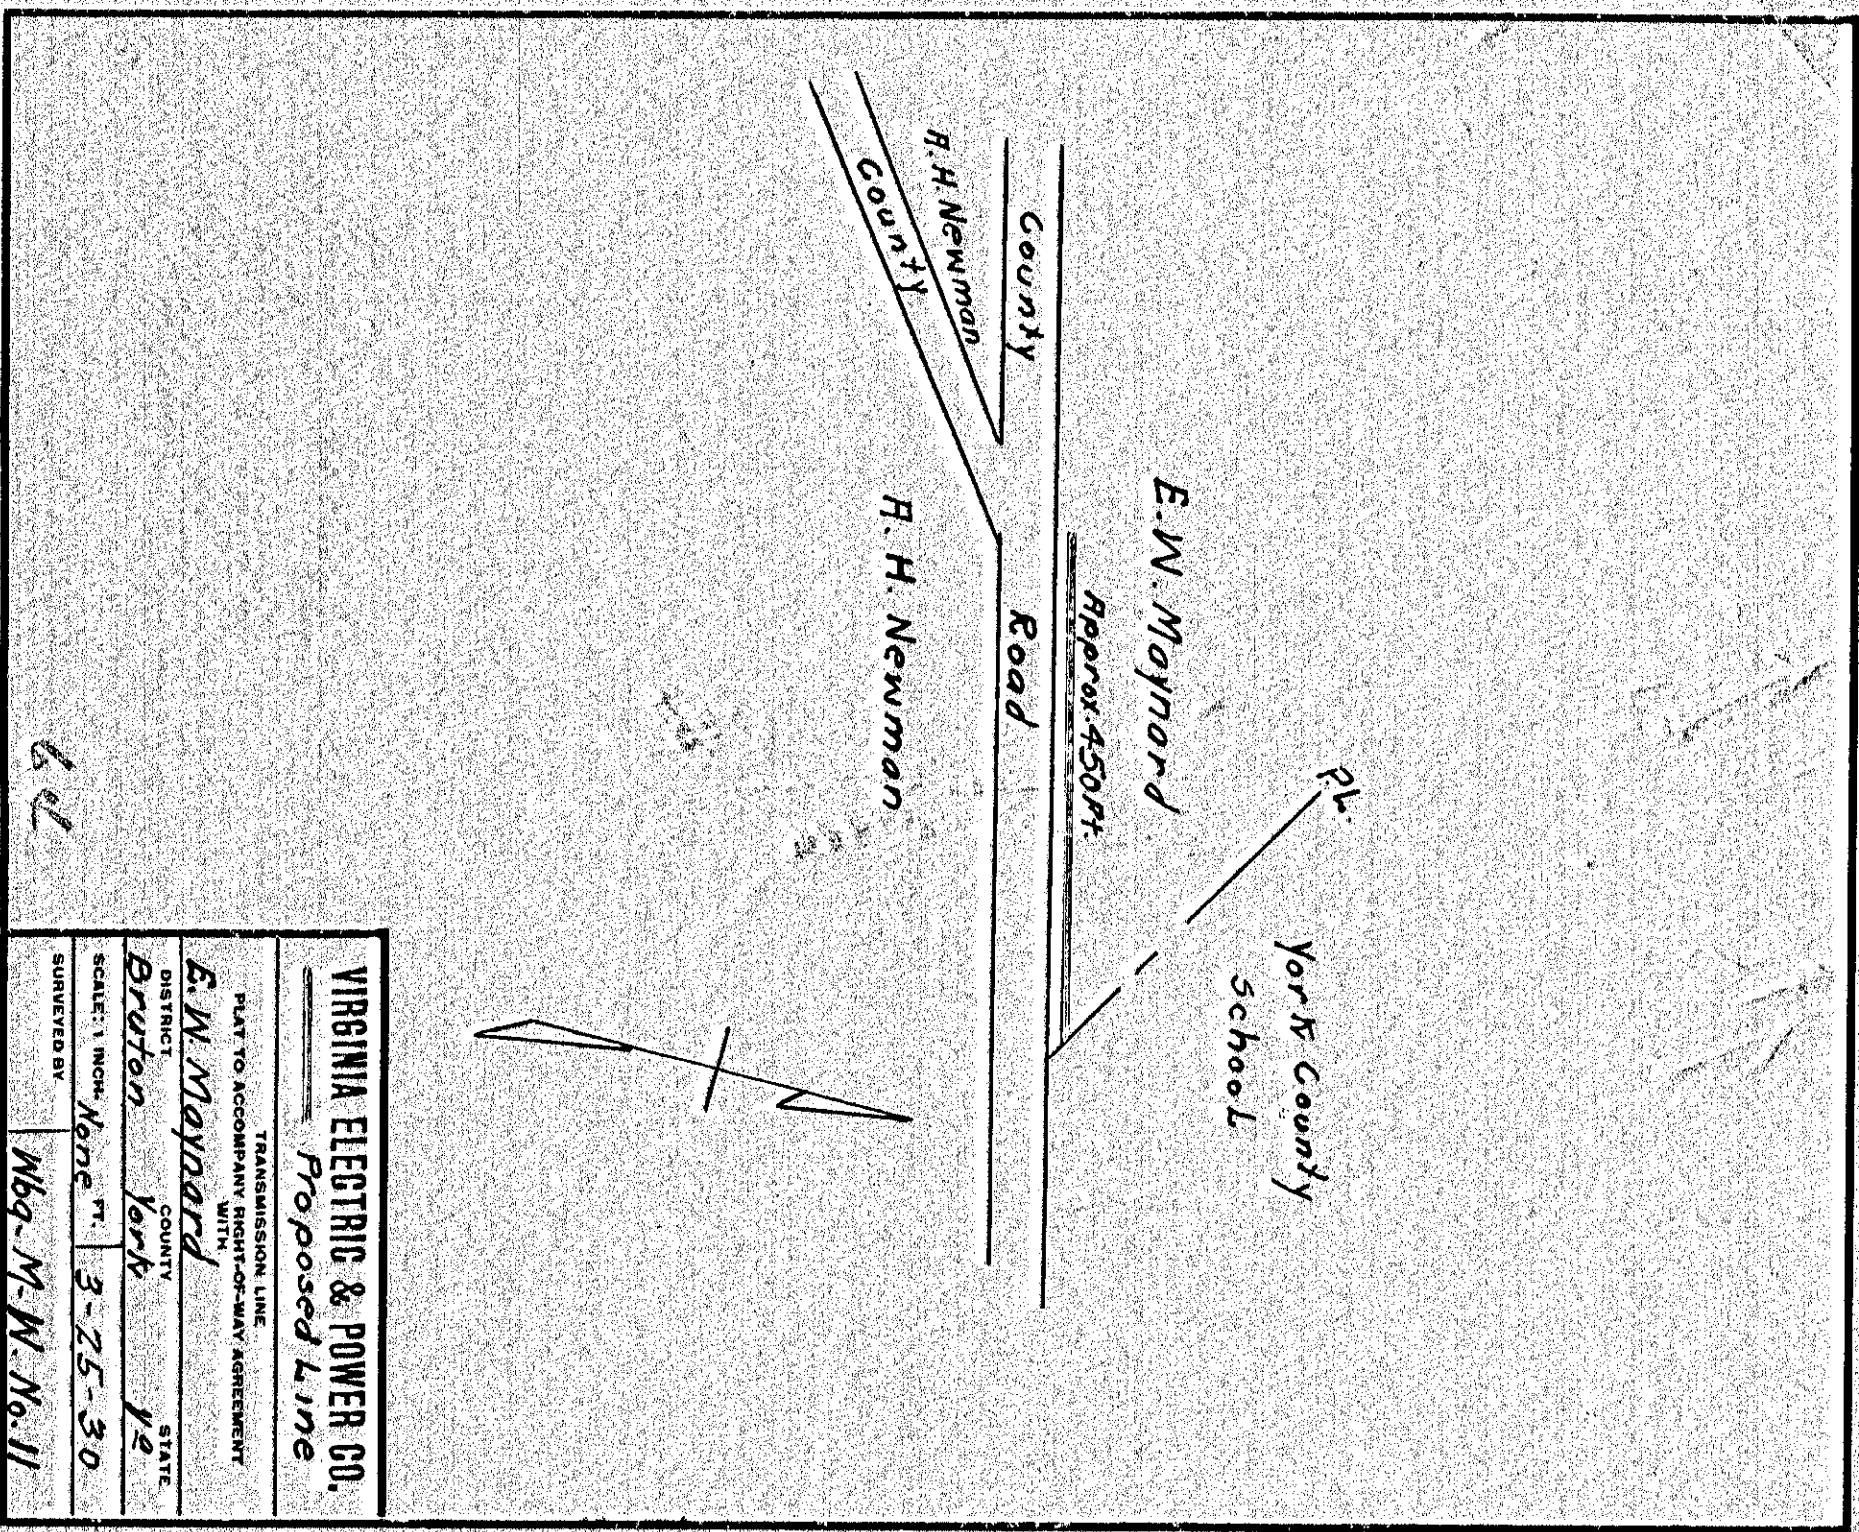 York County
School
P.L.
E.W. Maynard
Approx. 450 Ft.
County
Road
A.H. Newman
County
A. H. Newman
VIRGINIA ELECTRIC & POWER CO.
Proposed Line
TRANSMISSION LINE
PLAT TO ACCOMPANY RIGHT-OF-WAY AGREEMENT
WITH
E.W. Maynard
DISTRICT COUNTY STATE
Bruton York Va
SCALE: 1 INCH None FT. 3-25-30
SURVEYED BY Wbg-M-W-No.11